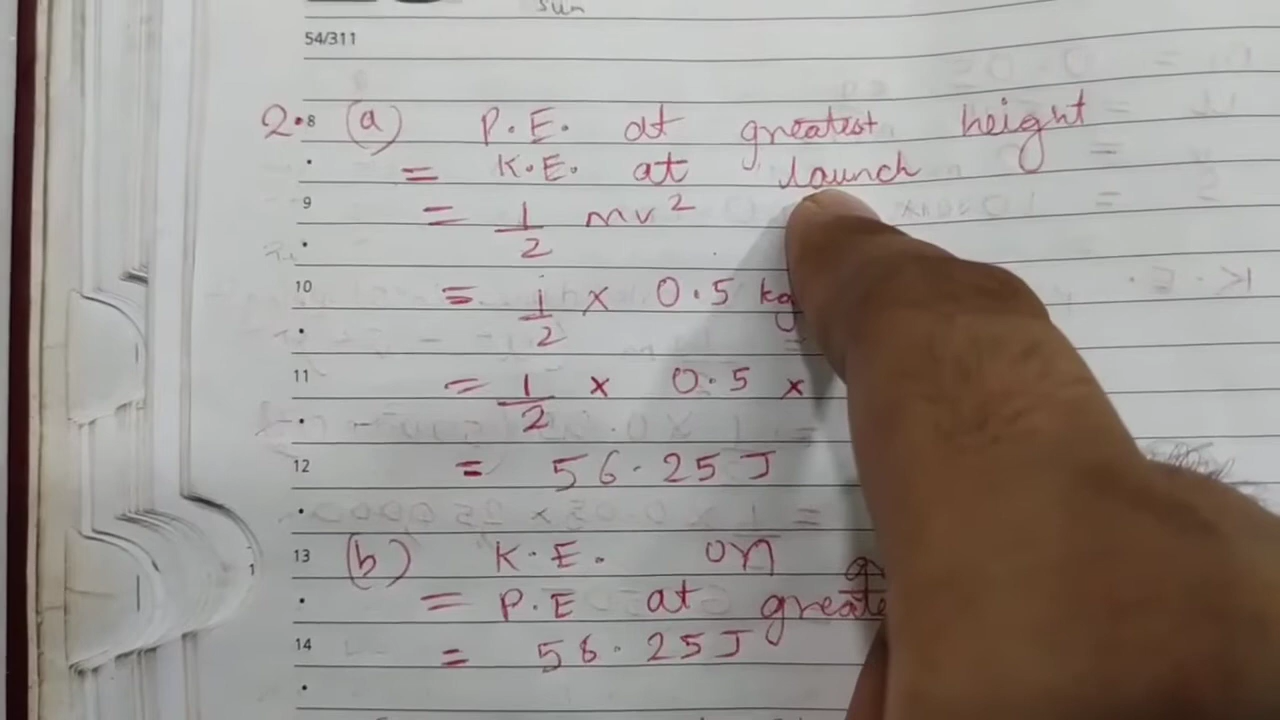 sun
54/311
2.8 (a) P.E. at greatest height
= K.E. at launch
9 = 1/2 mv²
10 = 1/2 x 0.5 kg
11 = 1/2 x 0.5 x
12 = 56.25 J
13 (b) K.E. on
= P.E at greate
14 = 56.25 J